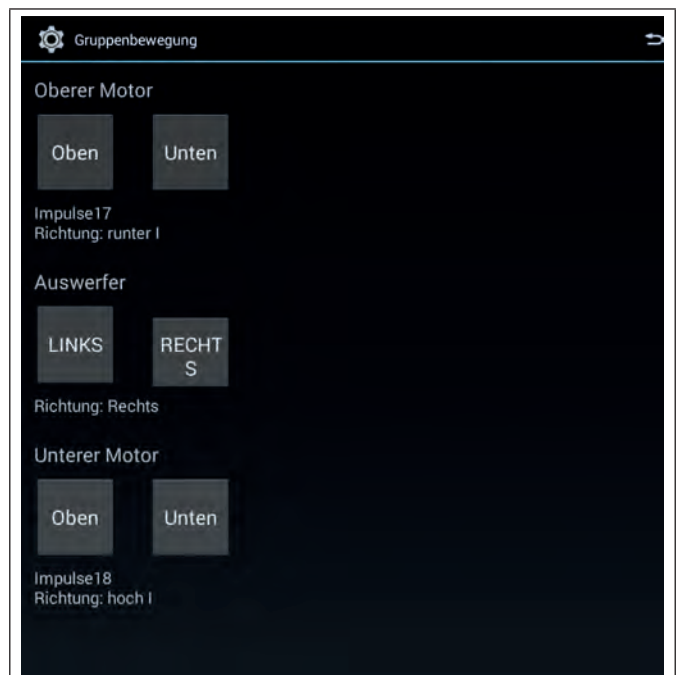 Gruppenbewegung
Oberer Motor
Oben Unten
Impulse17
Richtung: runter I
Auswerfer
LINKS RECHT
S
Richtung: Rechts
Unterer Motor
Oben Unten
Impulse18
Richtung: hoch I